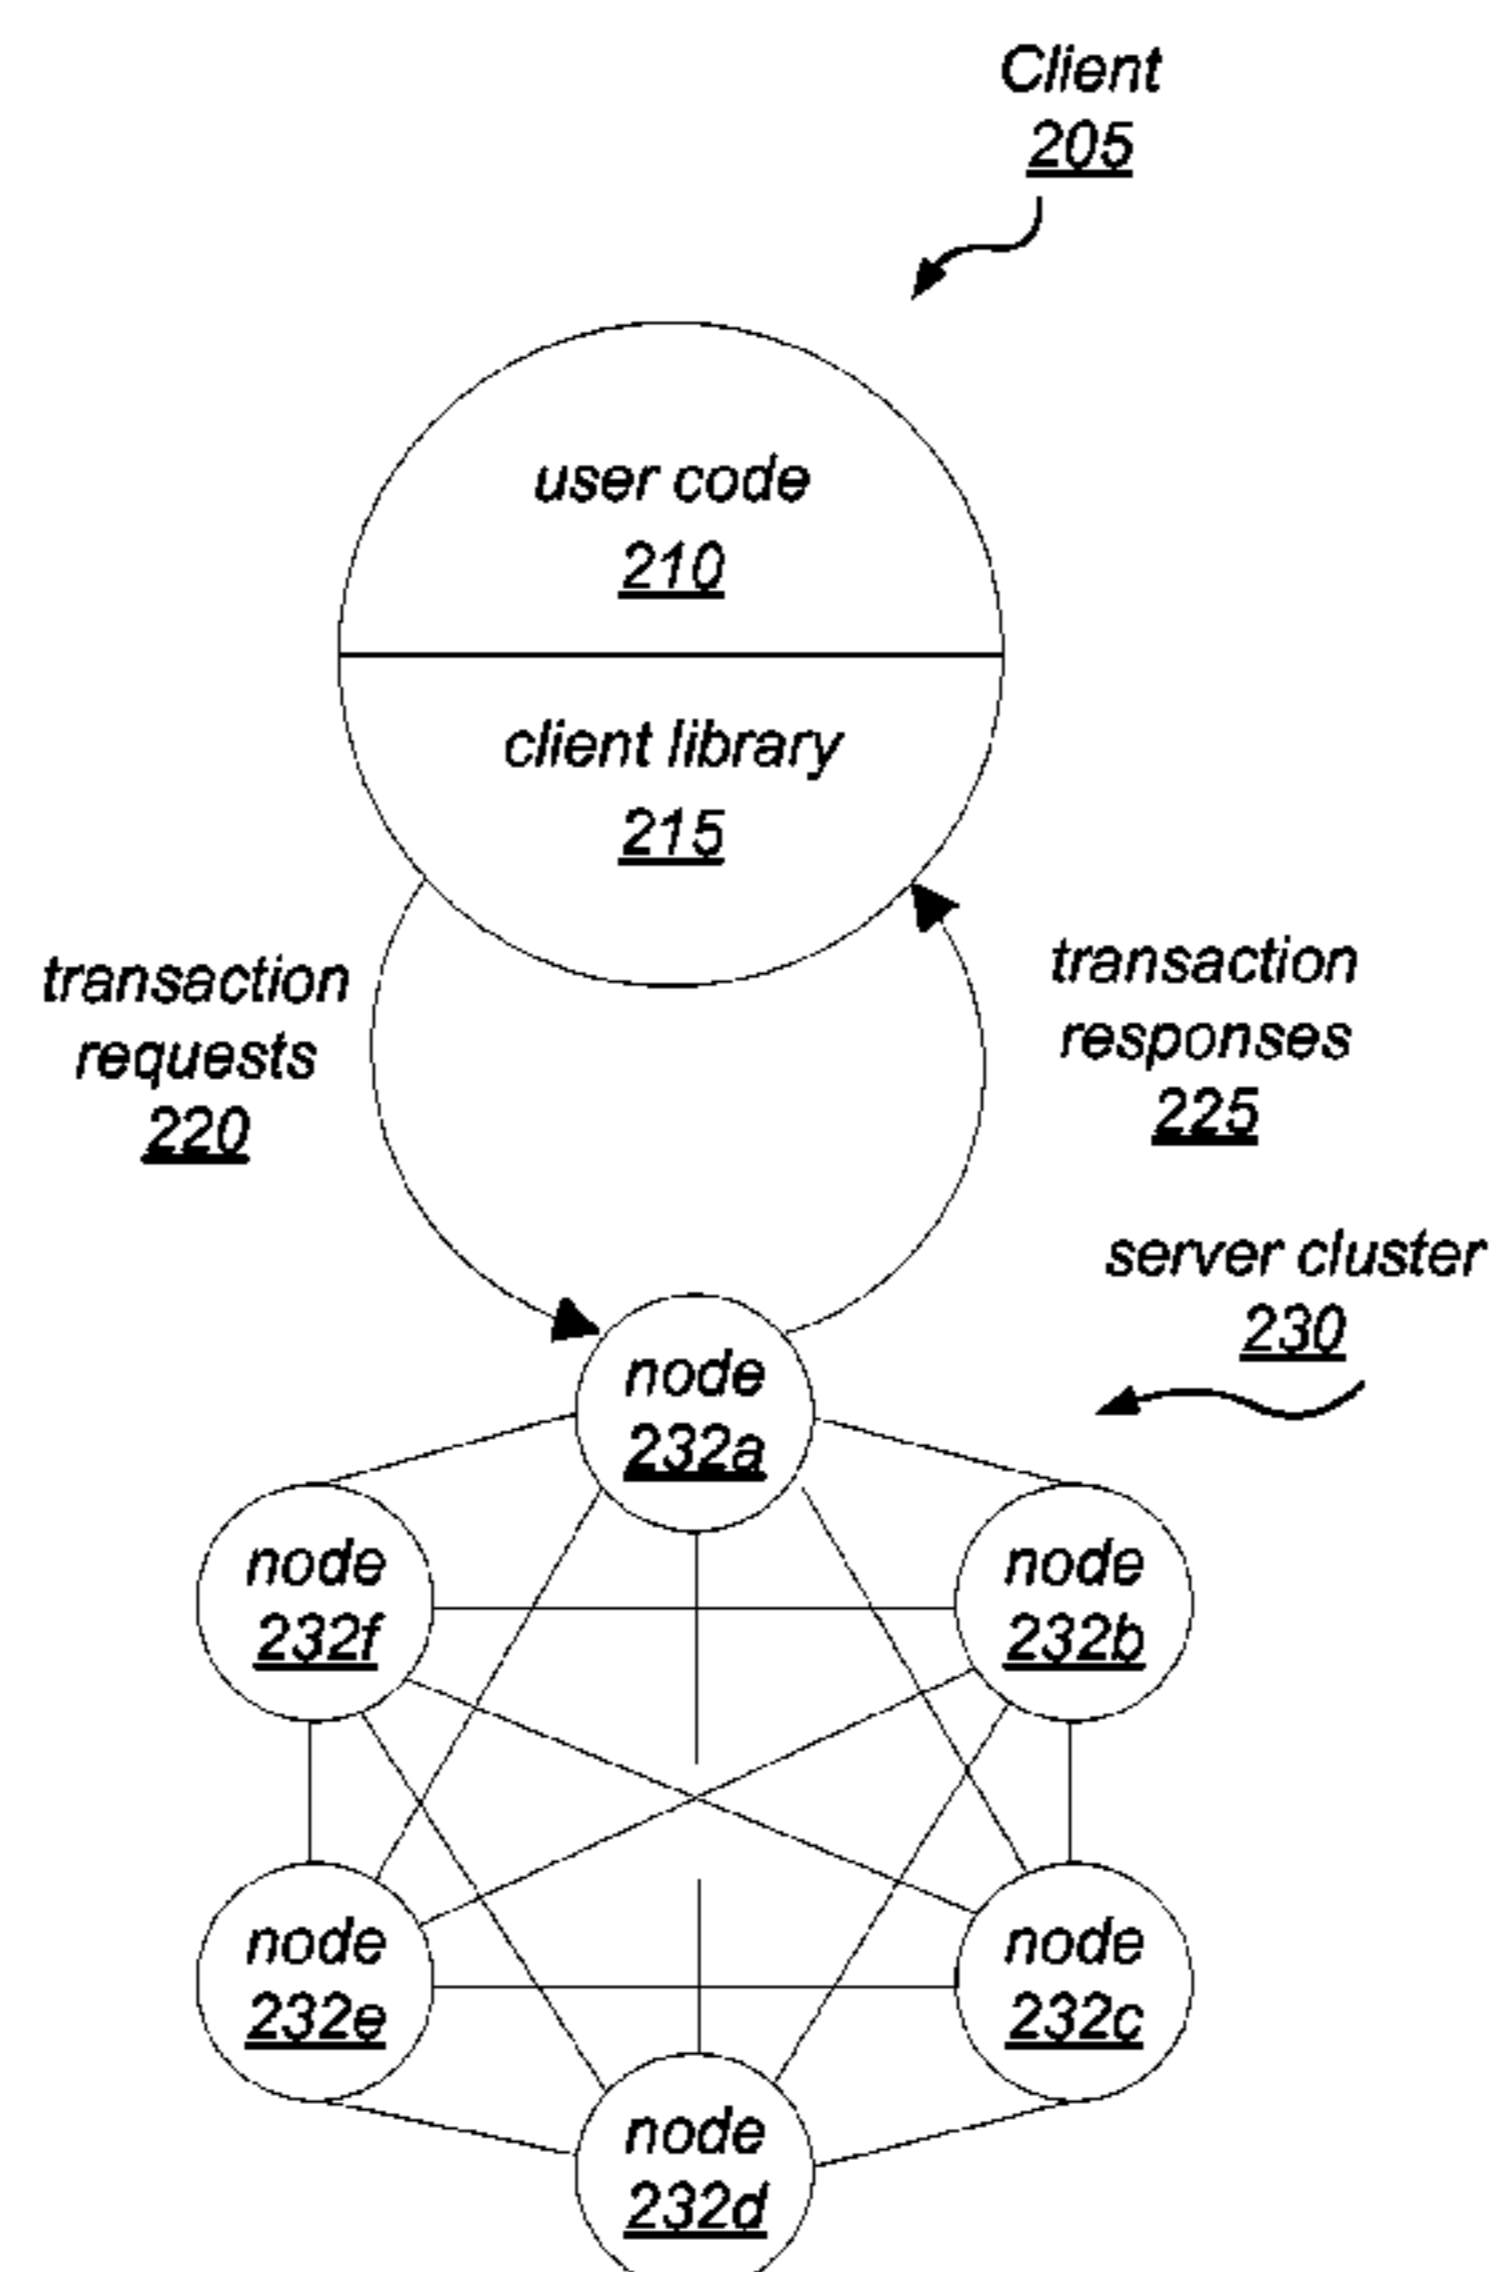 Client
205
user code
210
client library
215
transaction
requests
220
transaction
responses
225
server cluster
230
node
232a
node
232f
node
232b
node
232e
node
232c
node
232d